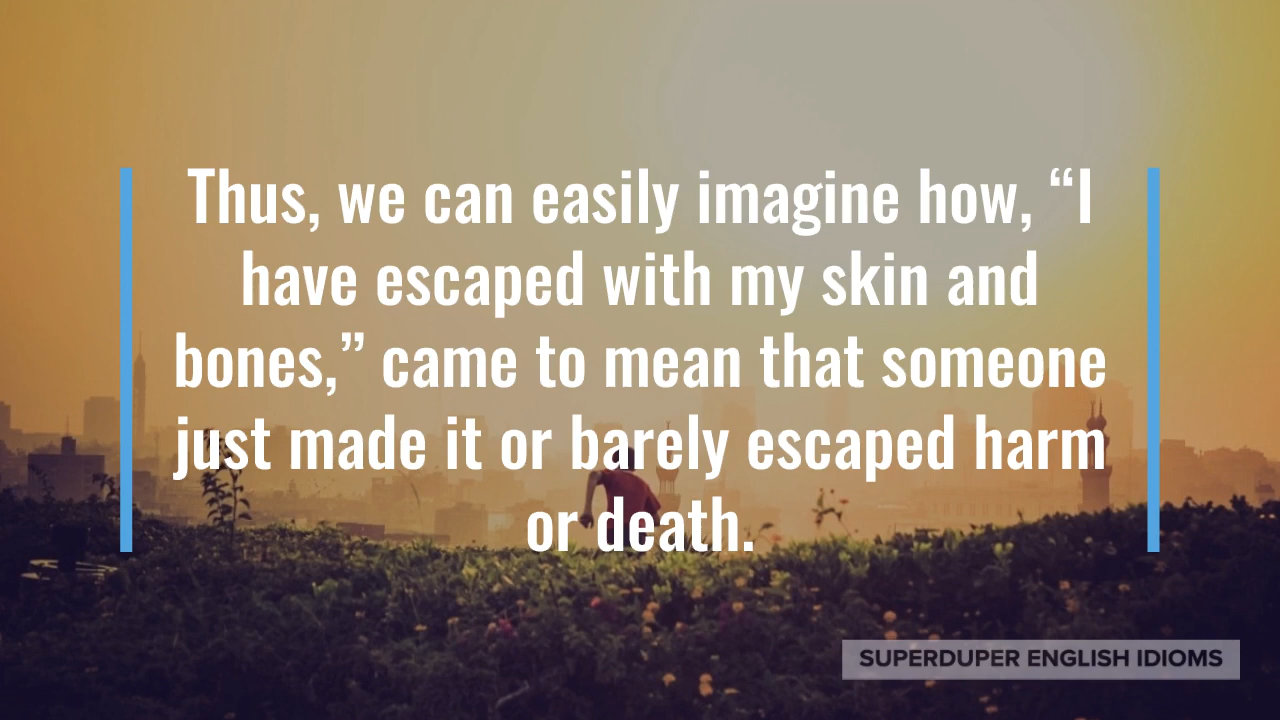 Thus, we can easily imagine how, “I
have escaped with my skin and
bones,” came to mean that someone
just made it or barely escaped harm
or death.
SUPERDUPER ENGLISH IDIOMS